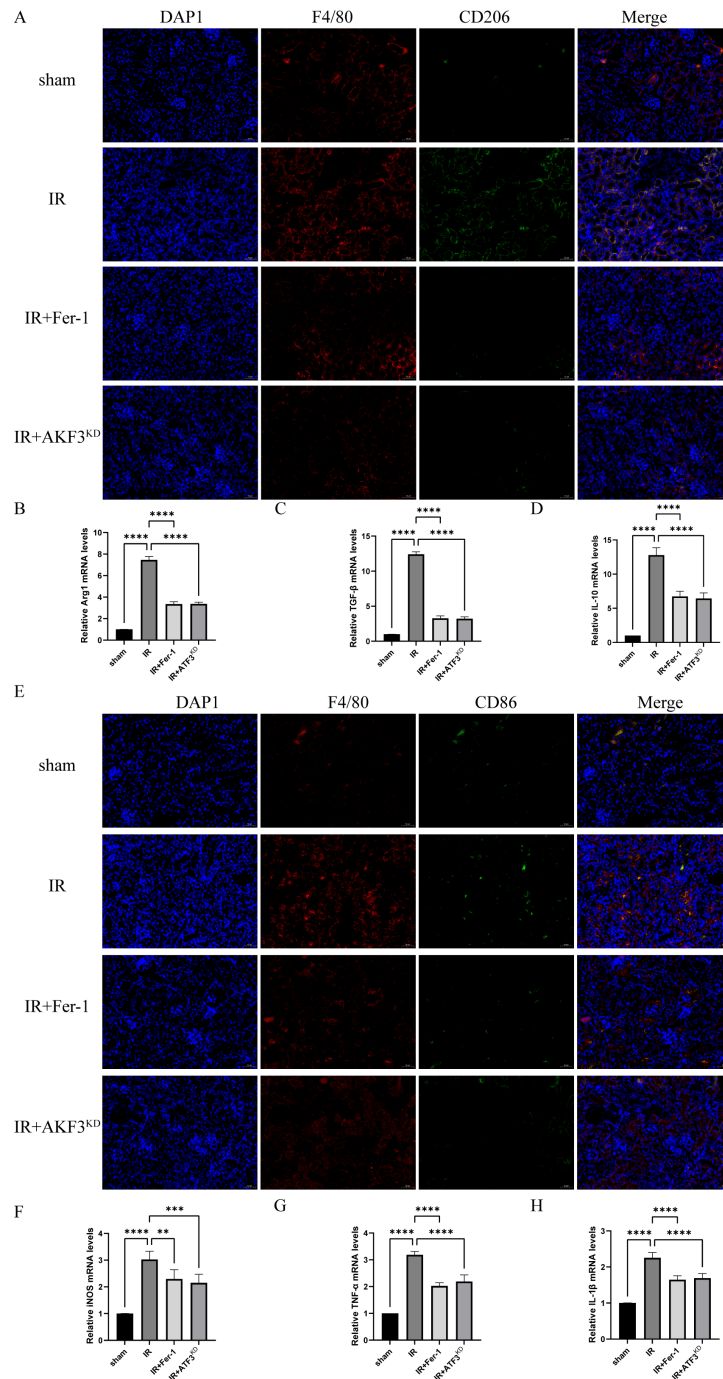 A
DAP1 F4/80 CD206 Merge
sham
IR
IR+Fer-1
IR+AKF3KD
B
Relative Arg1 mRNA levels
10
8
6
4
2
0
**** **** ****
sham IR IR+Fer-1 IR+ATF3KD
C
Relative TGF-β mRNA levels
15
10
5
0
**** **** ****
sham IR IR+Fer-1 IR+ATF3KD
D
Relative IL-10 mRNA levels
15
10
5
0
**** **** ****
sham IR IR+Fer-1 IR+ATF3KD
E
DAP1 F4/80 CD86 Merge
sham
IR
IR+Fer-1
IR+AKF3KD
F
Relative iNOS mRNA levels
4
3
2
1
0
*** **** **
sham IR IR+Fer-1 IR+ATF3KD
G
Relative TNF-α mRNA levels
4
3
2
1
0
**** **** ****
sham IR IR+Fer-1 IR+ATF3KD
H
Relative IL-1β mRNA levels
3
2
1
0
**** **** ****
sham IR IR+Fer-1 IR+ATF3KD